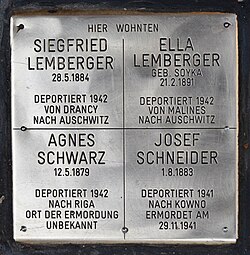 HIER WOHNTEN
SIEGFRIED
LEMBERGER
28.5.1884
DEPORTIERT 1942
VON DRANCY
NACH AUSCHWITZ
ELLA
LEMBERGER
GEB. SOYKA
21.2.1891
DEPORTIERT 1942
VON MALINES
NACH AUSCHWITZ
AGNES
SCHWARZ
12.5.1879
DEPORTIERT 1942
NACH RIGA
ORT DER ERMORDUNG
UNBEKANNT
JOSEF
SCHNEIDER
1.8.1883
DEPORTIERT 1941
NACH KOWNO
ERMORDET AM
29.11.1941